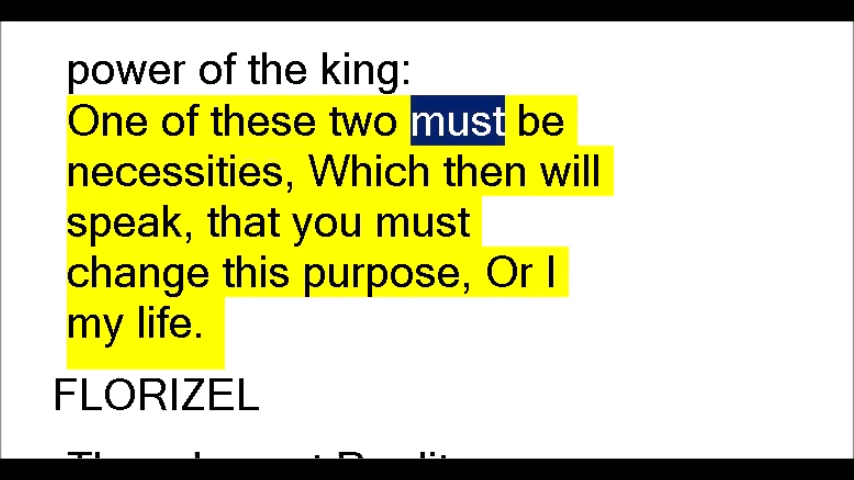 power of the king:
One of these two must be
necessities, Which then will
speak, that you must
change this purpose, Or I
my life.
FLORIZEL